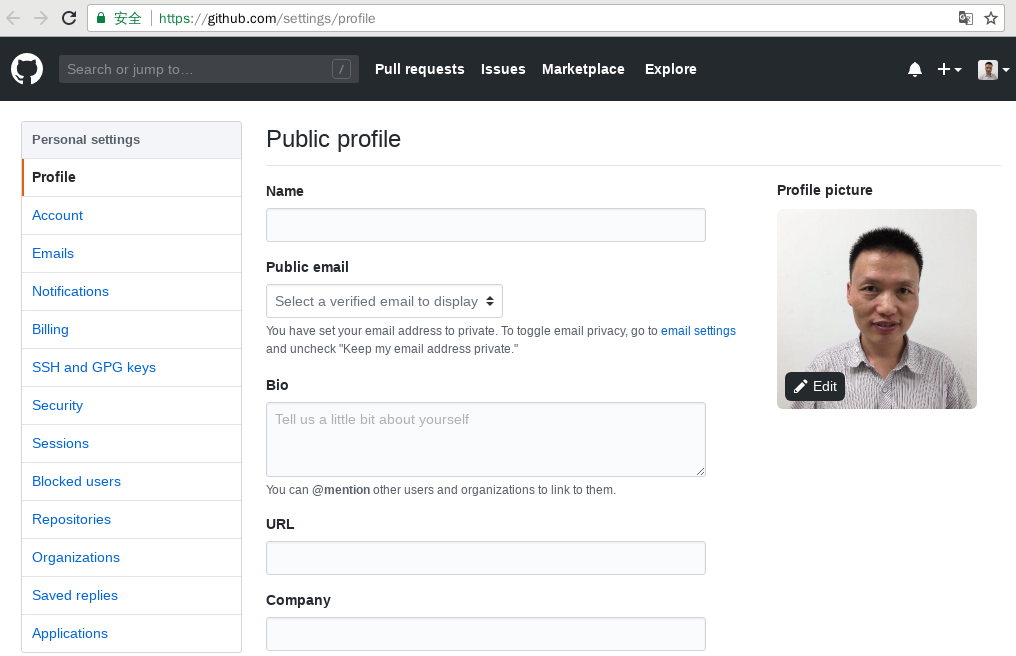 安全 https://github.com/settings/profile
Search or jump to… / Pull requests Issues Marketplace Explore
Personal settings
Profile
Account
Emails
Notifications
Billing
SSH and GPG keys
Security
Sessions
Blocked users
Repositories
Organizations
Saved replies
Applications
Public profile
Name
Public email
Select a verified email to display
You have set your email address to private. To toggle email privacy, go to email settings
and uncheck "Keep my email address private."
Bio
Tell us a little bit about yourself
You can @mention other users and organizations to link to them.
URL
Company
Profile picture
Edit